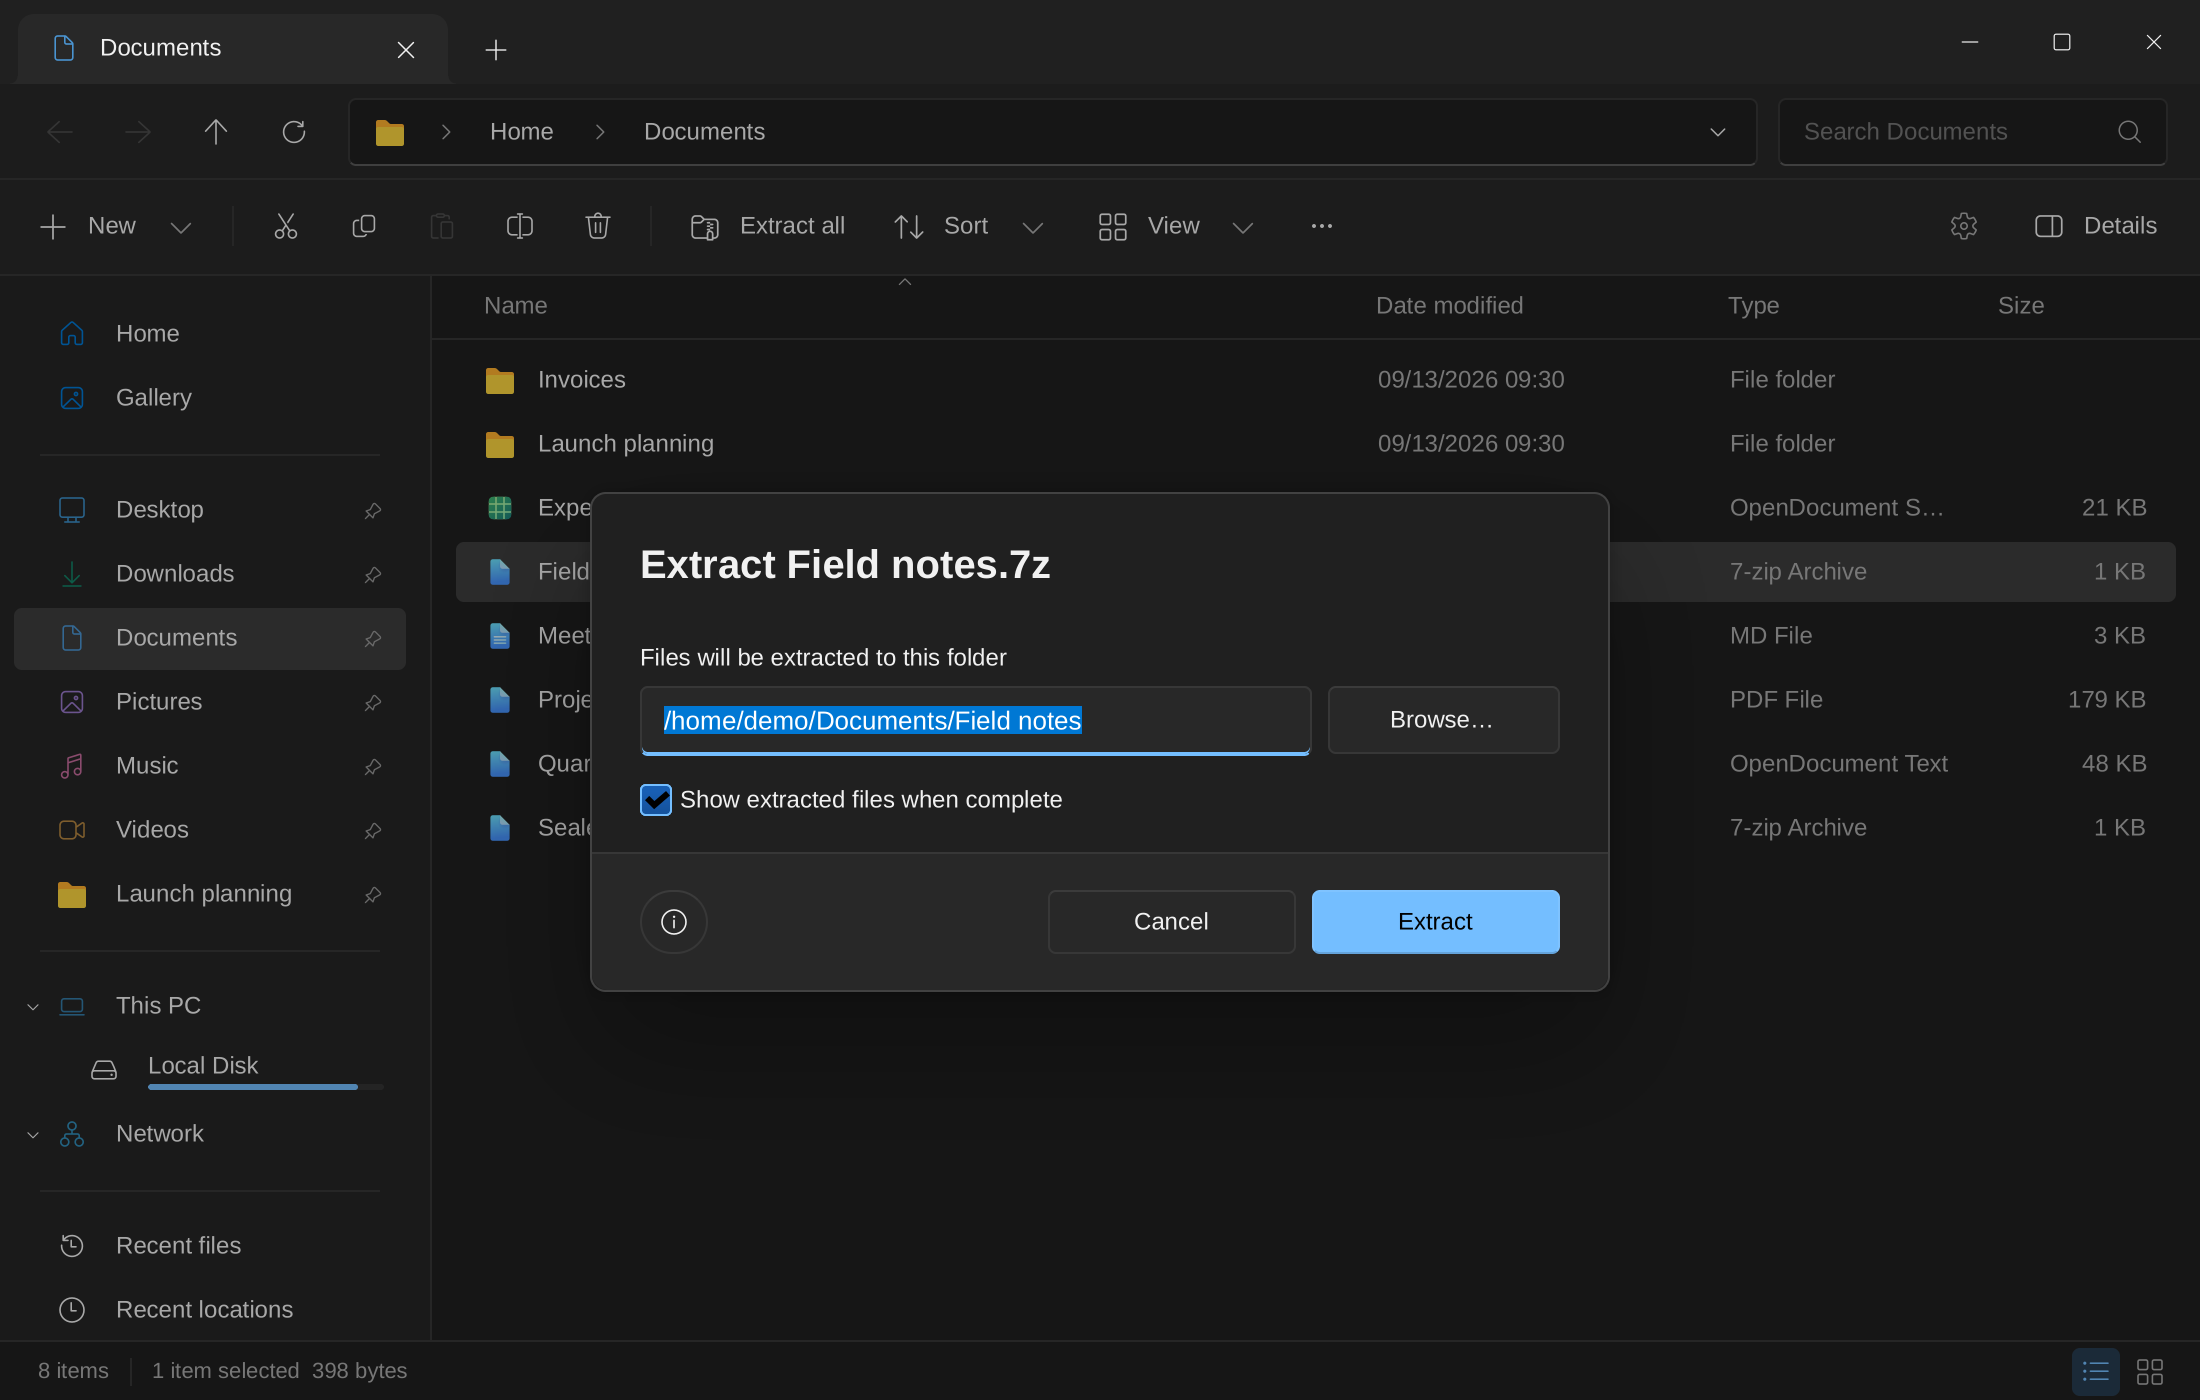 Documents
Home
Documents
Search Documents
New
Extract all
Sort
View
Details
Name
Date modified
Type
Size
Home
Gallery
Desktop
Downloads
Documents
Pictures
Music
Videos
Launch planning
This PC
Local Disk
Network
Recent files
Recent locations
Invoices 09/13/2026 09:30 File folder
Launch planning 09/13/2026 09:30 File folder
Expe OpenDocument S… 21 KB
Field 7-zip Archive 1 KB
Meet MD File 3 KB
Proje PDF File 179 KB
Quar OpenDocument Text 48 KB
Seale 7-zip Archive 1 KB
Extract Field notes.7z
Files will be extracted to this folder
/home/demo/Documents/Field notes
Browse…
Show extracted files when complete
Cancel
Extract
8 items
1 item selected 398 bytes